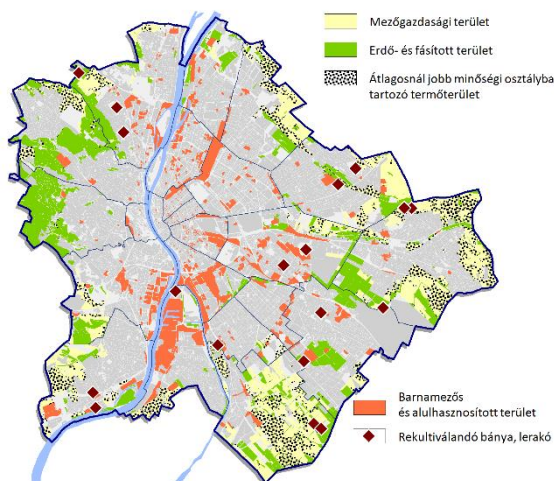 Mezőgazdasági terület
Erdő- és fásított terület
Átlagosnál jobb minőségi osztályba
tartozó termőterület
Barnamezős
és alulhasznosított terület
Rekultiválandó bánya, lerakó